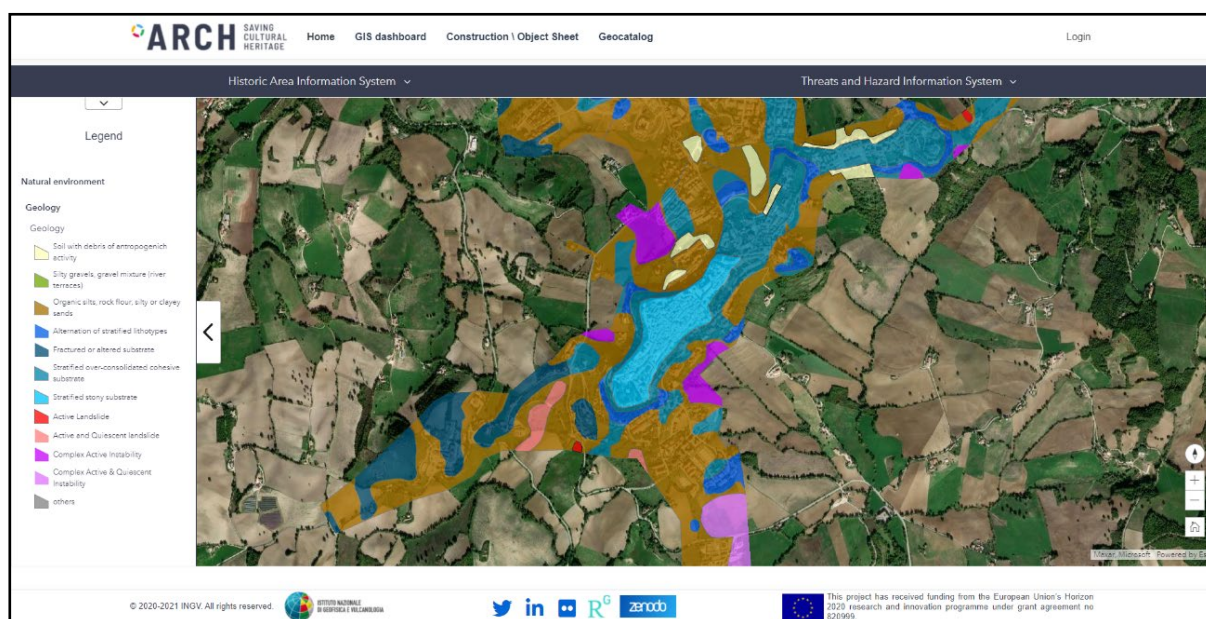 ARCH SAVING
CULTURAL
HERITAGE
Home GIS dashboard Construction \ Object Sheet Geocatalog Login
Historic Area Information System Threats and Hazard Information System
Legend
Natural environment
Geology
Geology
Soil with debris of antropogenich
activity
Silty gravels, gravel mixture (river
terraces)
Organic silts, rock flour, silty or clayey
sands
Alternation of stratified lithotypes
Fractured or altered substrate
Stratified over-consolidated cohesive
substrate
Stratified stony substrate
Active Landslide
Active and Quiescent landslide
Complex Active Instability
Complex Active & Quiescent
Instability
others
Maxar, Microsoft Powered by Es
© 2020-2021 INGV. All rights reserved.
ISTITUTO NAZIONALE
DI GEOFISICA E VULCANOLOGIA
in
RG
zenodo
This project has received funding from the European Union's Horizon
2020 research and innovation programme under grant agreement no
820999